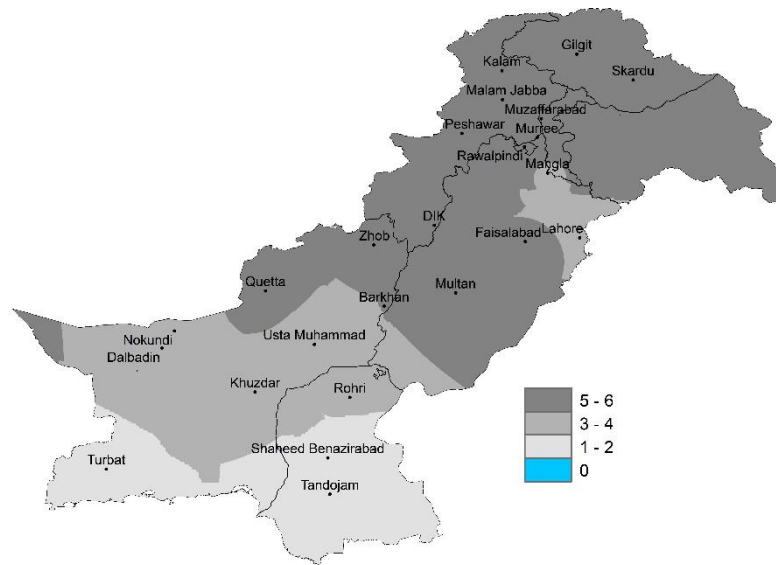 Gilgit
Kalam
Skardu
Malam Jabba
Muzaffarabad
Peshawar
Murree
Rawalpindi
Mangla
DIK
Zhob
Faisalabad
Lahore
Quetta
Barkhan
Multan
Nokundi
Usta Muhammad
Dalbadin
Khuzdar
Rohri
5 - 6
3 - 4
1 - 2
0
Shaheed Benazirabad
Turbat
Tandojam